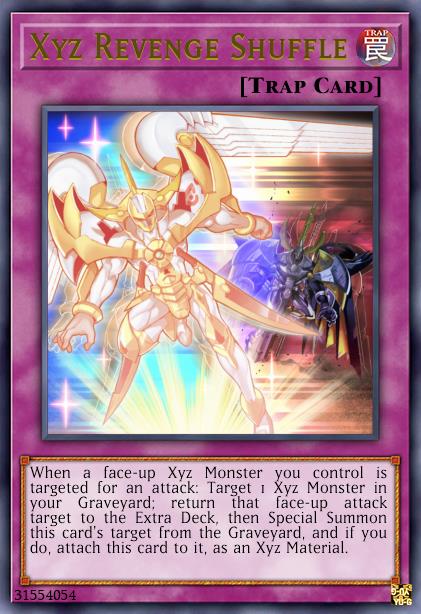 Xyz Revenge Shuffle
TRAP
罠
[Trap Card]
When a face-up Xyz Monster you control is
targeted for an attack: Target 1 Xyz Monster in
your Graveyard; return that face-up attack
target to the Extra Deck, then Special Summon
this card's target from the Graveyard, and if you
do, attach this card to it, as an Xyz Material.
31554054